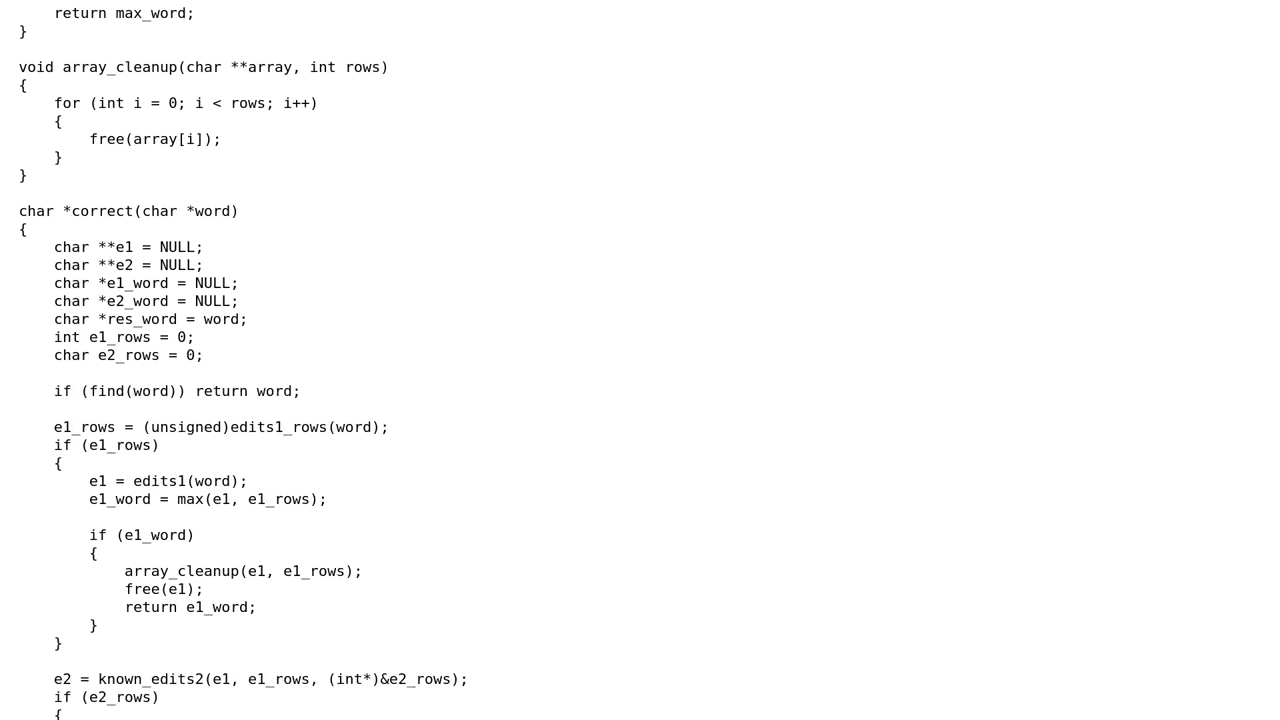 return max_word;
}

void array_cleanup(char **array, int rows)
{
    for (int i = 0; i < rows; i++)
    {
        free(array[i]);
    }
}

char *correct(char *word)
{
    char **e1 = NULL;
    char **e2 = NULL;
    char *e1_word = NULL;
    char *e2_word = NULL;
    char *res_word = word;
    int e1_rows = 0;
    char e2_rows = 0;

    if (find(word)) return word;

    e1_rows = (unsigned)edits1_rows(word);
    if (e1_rows)
    {
        e1 = edits1(word);
        e1_word = max(e1, e1_rows);

        if (e1_word)
        {
            array_cleanup(e1, e1_rows);
            free(e1);
            return e1_word;
        }
    }

    e2 = known_edits2(e1, e1_rows, (int*)&e2_rows);
    if (e2_rows)
    {